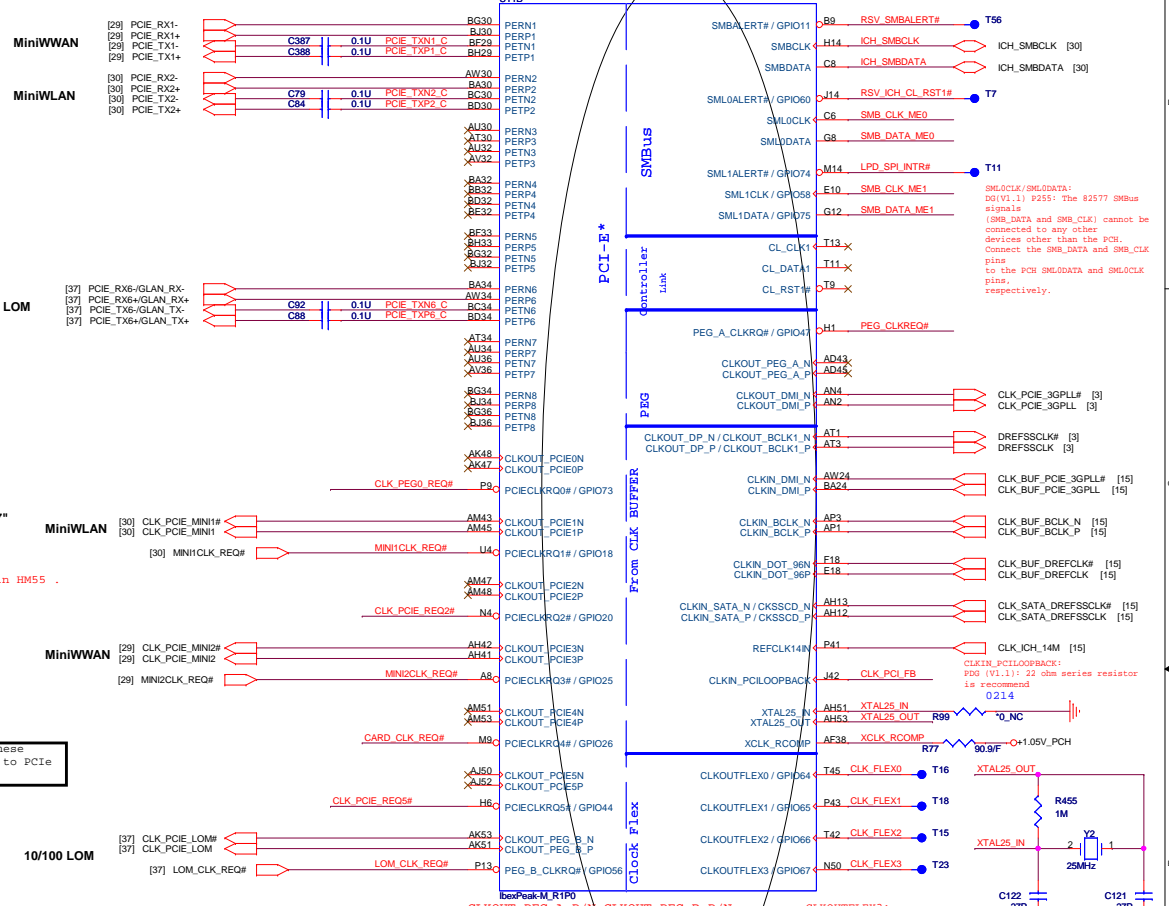 U11B
MiniWWAN
[29] PCIE_RX1-
[29] PCIE_RX1+
[29] PCIE_TX1-
[29] PCIE_TX1+
C387 0.1U PCIE_TXN1_C
C388 0.1U PCIE_TXP1_C
BG30 PERN1
BJ30 PERP1
BF29 PETN1
BH29 PETP1
MiniWLAN
[30] PCIE_RX2-
[30] PCIE_RX2+
[30] PCIE_TX2-
[30] PCIE_TX2+
C79 0.1U PCIE_TXN2_C
C84 0.1U PCIE_TXP2_C
AW30 PERN2
BA30 PERP2
BC30 PETN2
BD30 PETP2
AU30 PERN3
AT30 PERP3
AU32 PETN3
AV32 PETP3
BA32 PERN4
BB32 PERP4
BD32 PETN4
BE32 PETP4
BF33 PERN5
BH33 PERP5
BG32 PETN5
BJ32 PETP5
LOM
[37] PCIE_RX6-/GLAN_RX-
[37] PCIE_RX6+/GLAN_RX+
[37] PCIE_TX6-/GLAN_TX-
[37] PCIE_TX6+/GLAN_TX+
C92 0.1U PCIE_TXN6_C
C88 0.1U PCIE_TXP6_C
BA34 PERN6
AW34 PERP6
BC34 PETN6
BD34 PETP6
AT34 PERN7
AU34 PERP7
AU36 PETN7
AV36 PETP7
BG34 PERN8
BJ34 PERP8
BG36 PETN8
BJ36 PETP8
AK48 CLKOUT_PCIE0N
AK47 CLKOUT_PCIE0P
CLK_PEG0_REQ# P9 PCIECLKRQ0# / GPIO73
MiniWLAN
[30] CLK_PCIE_MINI1# AM43 CLKOUT_PCIE1N
[30] CLK_PCIE_MINI1 AM45 CLKOUT_PCIE1P
[30] MINI1CLK_REQ# MINI1CLK_REQ# U4 PCIECLKRQ1# / GPIO18
n HM55 .
AM47 CLKOUT_PCIE2N
AM48 CLKOUT_PCIE2P
CLK_PCIE_REQ2# N4 PCIECLKRQ2# / GPIO20
MiniWWAN
[29] CLK_PCIE_MINI2# AH42 CLKOUT_PCIE3N
[29] CLK_PCIE_MINI2 AH41 CLKOUT_PCIE3P
[29] MINI2CLK_REQ# MINI2CLK_REQ# A8 PCIECLKRQ3# / GPIO25
AM51 CLKOUT_PCIE4N
AM53 CLKOUT_PCIE4P
CARD_CLK_REQ# M9 PCIECLKRQ4# / GPIO26
hese
to PCIe
AJ50 CLKOUT_PCIE5N
AJ52 CLKOUT_PCIE5P
CLK_PCIE_REQ5# H6 PCIECLKRQ5# / GPIO44
10/100 LOM
[37] CLK_PCIE_LOM# AK53 CLKOUT_PEG_B_N
[37] CLK_PCIE_LOM AK51 CLKOUT_PEG_B_P
[37] LOM_CLK_REQ# LOM_CLK_REQ# P13 PEG_B_CLKRQ# / GPIO56
IbexPeak-M_R1P0
PCI-E*
SMBus
Controller
Link
PEG
From CLK BUFFER
Clock Flex
SMBALERT# / GPIO11 B9 RSV_SMBALERT# T56
SMBCLK H14 ICH_SMBCLK ICH_SMBCLK [30]
SMBDATA C8 ICH_SMBDATA ICH_SMBDATA [30]
SML0ALERT# / GPIO60 J14 RSV_ICH_CL_RST1# T7
SML0CLK C6 SMB_CLK_ME0
SML0DATA G8 SMB_DATA_ME0
SML1ALERT# / GPIO74 M14 LPD_SPI_INTR# T11
SML1CLK / GPIO58 E10 SMB_CLK_ME1
SML1DATA / GPIO75 G12 SMB_DATA_ME1
SML0CLK/SML0DATA:
DG(V1.1) P255: The 82577 SMBus
signals
(SMB_DATA and SMB_CLK) cannot be
connected to any other
devices other than the PCH.
Connect the SMB_DATA and SMB_CLK
pins
to the PCH SML0DATA and SML0CLK
pins,
respectively.
CL_CLK1 T13
CL_DATA1 T11
CL_RST1# T9
PEG_A_CLKRQ# / GPIO47 H1 PEG_CLKREQ#
CLKOUT_PEG_A_N AD43
CLKOUT_PEG_A_P AD45
CLKOUT_DMI_N AN4 CLK_PCIE_3GPLL# [3]
CLKOUT_DMI_P AN2 CLK_PCIE_3GPLL [3]
CLKOUT_DP_N / CLKOUT_BCLK1_N AT1 DREFSSCLK# [3]
CLKOUT_DP_P / CLKOUT_BCLK1_P AT3 DREFSSCLK [3]
CLKIN_DMI_N AW24 CLK_BUF_PCIE_3GPLL# [15]
CLKIN_DMI_P BA24 CLK_BUF_PCIE_3GPLL [15]
CLKIN_BCLK_N AP3 CLK_BUF_BCLK_N [15]
CLKIN_BCLK_P AP1 CLK_BUF_BCLK_P [15]
CLKIN_DOT_96N F18 CLK_BUF_DREFCLK# [15]
CLKIN_DOT_96P E18 CLK_BUF_DREFCLK [15]
CLKIN_SATA_N / CKSSCD_N AH13 CLK_SATA_DREFSSCLK# [15]
CLKIN_SATA_P / CKSSCD_P AH12 CLK_SATA_DREFSSCLK [15]
REFCLK14IN P41 CLK_ICH_14M [15]
CLKIN_PCILOOPBACK J42 CLK_PCI_FB
CLKIN_PCILOOPBACK:
PDG (V1.1): 22 ohm series resistor
is recommend
0214
XTAL25_IN AH51 XTAL25_IN
XTAL25_OUT AH53 XTAL25_OUT
R99 *0_NC
XCLK_RCOMP AF38 XCLK_RCOMP
R77 90.9/F +1.05V_PCH
CLKOUTFLEX0 / GPIO64 T45 CLK_FLEX0 T16
CLKOUTFLEX1 / GPIO65 P43 CLK_FLEX1 T18
CLKOUTFLEX2 / GPIO66 T42 CLK_FLEX2 T15
CLKOUTFLEX3 / GPIO67 N50 CLK_FLEX3 T23
XTAL25_OUT
R455
1M
XTAL25_IN
Y2
2 1
25MHz
C122
C121